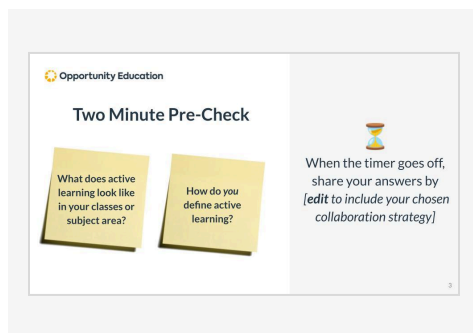 Opportunity Education
Two Minute Pre-Check
What does active
learning look like
in your classes or
subject area?
How do you
define active
learning?
When the timer goes off,
share your answers by
[edit to include your chosen
collaboration strategy]
3